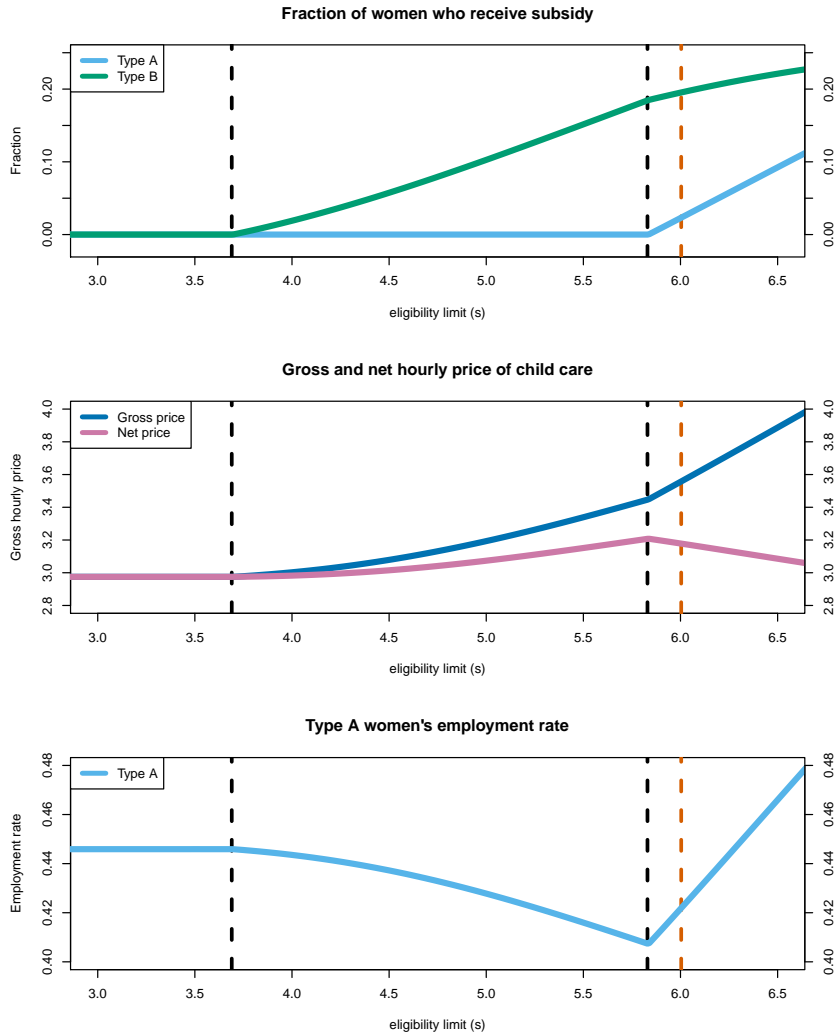 Fraction of women who receive subsidy
Type A
Type B
Fraction
0.00
0.10
0.20
0.00
0.10
0.20
3.0 3.5 4.0 4.5 5.0 5.5 6.0 6.5
eligibility limit (s)
Gross and net hourly price of child care
Gross price
Net price
Gross hourly price
2.8 3.0 3.2 3.4 3.6 3.8 4.0
2.8 3.0 3.2 3.4 3.6 3.8 4.0
3.0 3.5 4.0 4.5 5.0 5.5 6.0 6.5
eligibility limit (s)
Type A women's employment rate
Type A
Employment rate
0.40 0.42 0.44 0.46 0.48
0.40 0.42 0.44 0.46 0.48
3.0 3.5 4.0 4.5 5.0 5.5 6.0 6.5
eligibility limit (s)